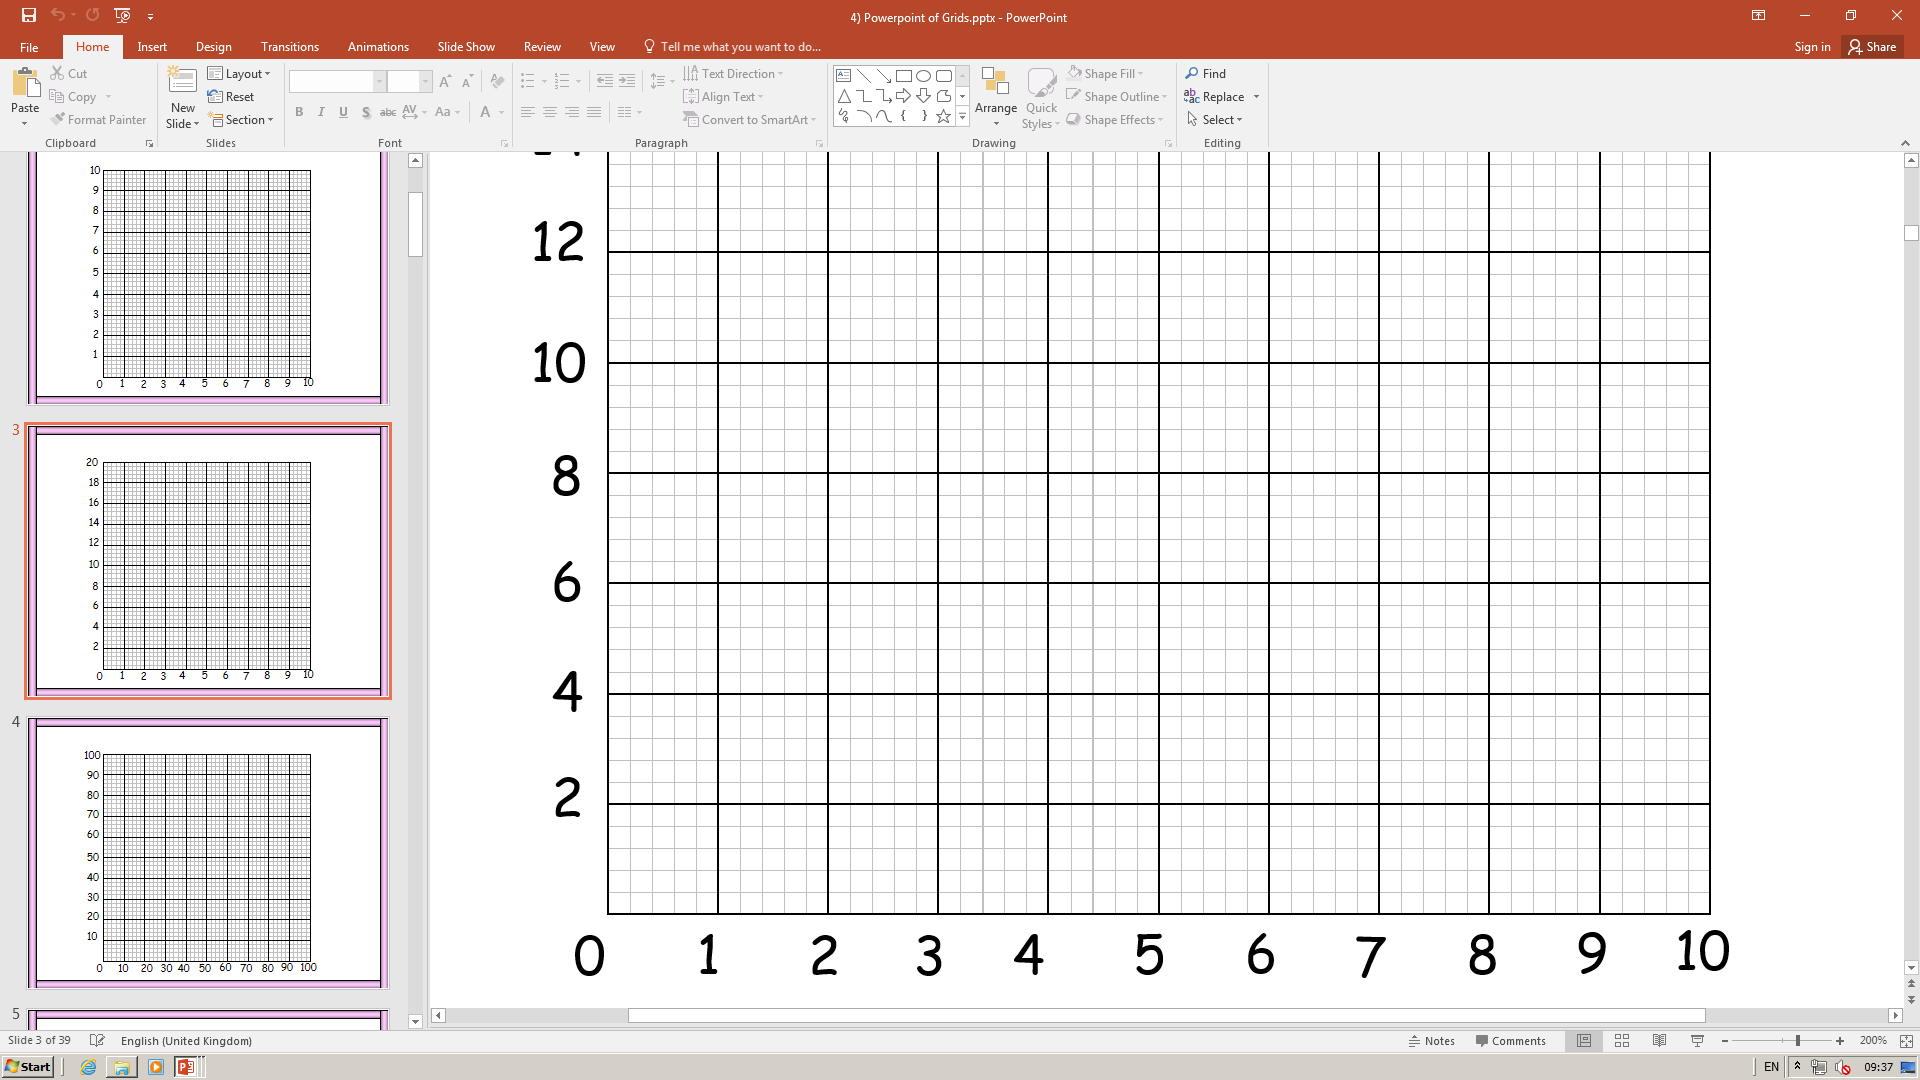 4) Powerpoint of Grids.pptx - PowerPoint
File Home Insert Design Transitions Animations Slide Show Review View Tell me what you want to do... Sign in Share
Paste Cut Copy Format Painter
Clipboard
New Slide Layout Reset Section
Slides
B I U S abc AV Aa A
Font
Text Direction Align Text Convert to SmartArt
Paragraph
Arrange Quick Styles Shape Fill Shape Outline Shape Effects
Drawing
Find Replace Select
Editing
10
9
8
7
6
5
4
3
2
1
0 1 2 3 4 5 6 7 8 9 10
3
20
18
16
14
12
10
8
6
4
2
0 1 2 3 4 5 6 7 8 9 10
4
100
90
80
70
60
50
40
30
20
10
0 10 20 30 40 50 60 70 80 90 100
5
12
10
8
6
4
2
0 1 2 3 4 5 6 7 8 9 10
Slide 3 of 39 English (United Kingdom) Notes Comments 200%
Start EN 09:37